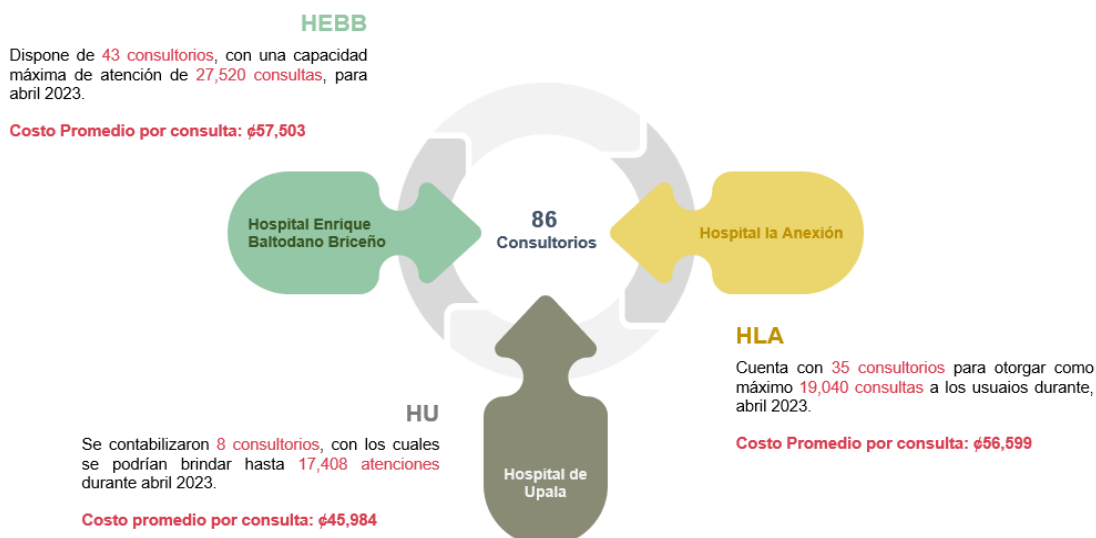 HEBB
Dispone de 43 consultorios, con una capacidad
máxima de atención de 27,520 consultas, para
abril 2023.
Costo Promedio por consulta: ₡57,503
Hospital Enrique
Baltodano Briceño
86
Consultorios
Hospital la Anexión
HLA
Cuenta con 35 consultorios para otorgar como
máximo 19,040 consultas a los usuaios durante,
abril 2023.
Costo Promedio por consulta: ₡56,599
HU
Se contabilizaron 8 consultorios, con los cuales
se podrían brindar hasta 17,408 atenciones
durante abril 2023.
Costo promedio por consulta: ₡45,984
Hospital de
Upala